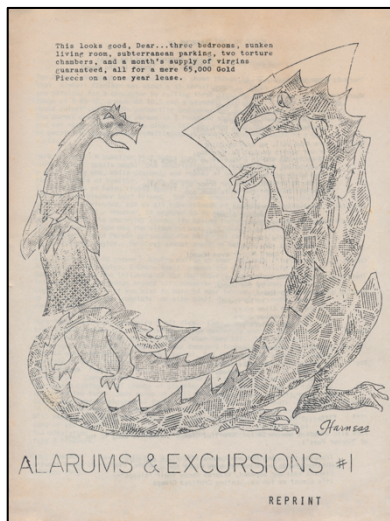 This looks good, Dear...three bedrooms, sunken
living room, subterranean parking, two torture
chambers, and a month's supply of virgins
guaranteed, all for a mere 65,000 Gold
Pieces on a one year lease.
Harness
ALARUMS & EXCURSIONS #1
REPRINT